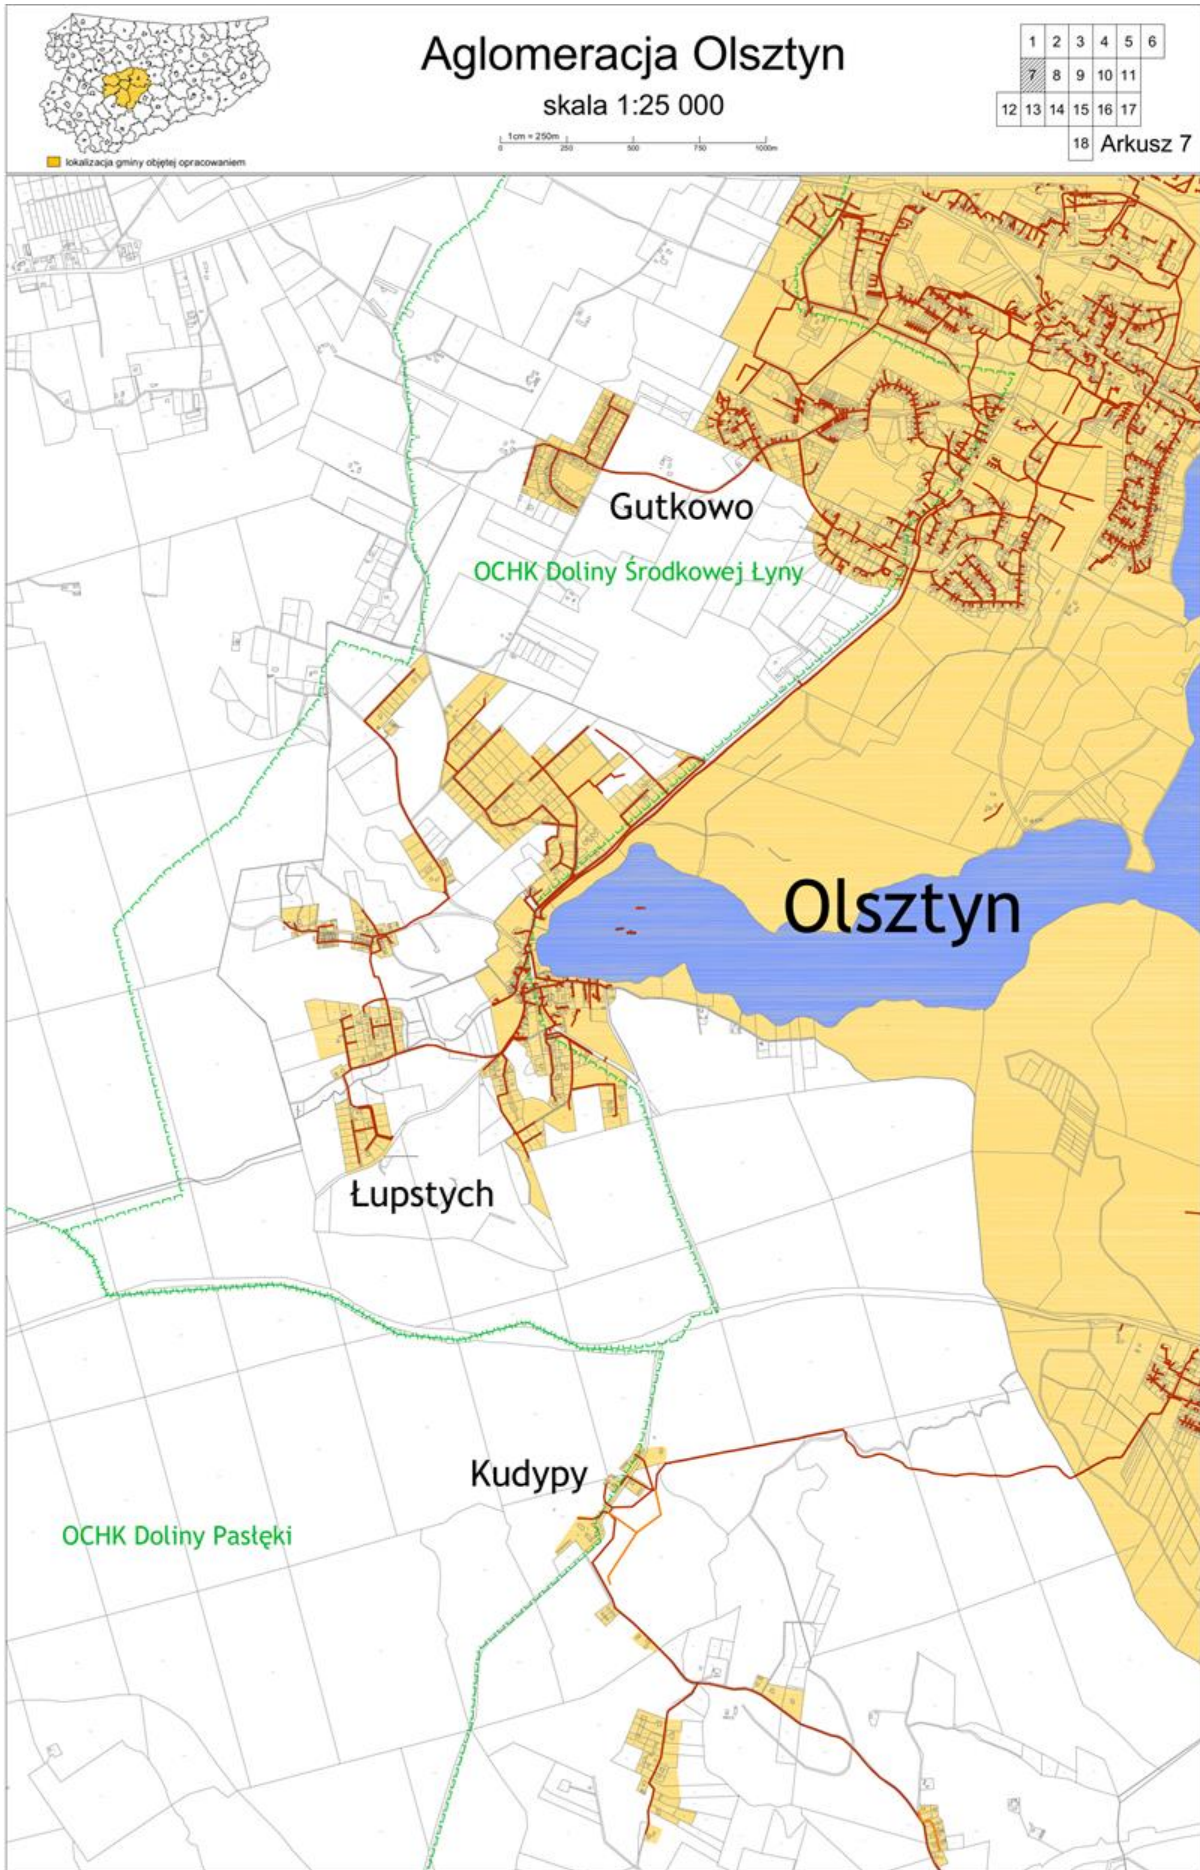 Aglomeracja Olsztyn
skala 1:25 000
1cm = 250m
0 250 500 750 1000m
lokalizacja gminy objętej opracowaniem
1 2 3 4 5 6
7 8 9 10 11
12 13 14 15 16 17
18 Arkusz 7
Gutkowo
OCHK Doliny Środkowej Łyny
Olsztyn
Łupstych
Kudypy
OCHK Doliny Pasłęki